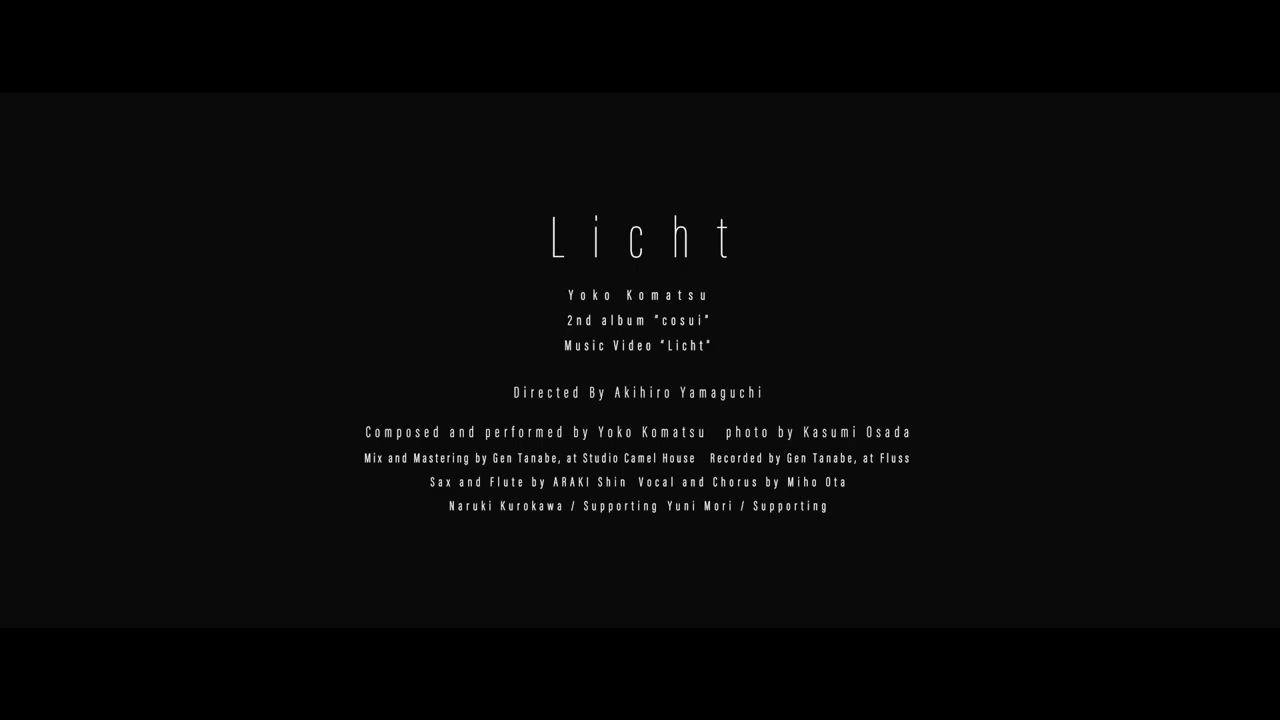 Licht
Yoko Komatsu
2nd album "cosui"
Music Video "Licht"
Directed By Akihiro Yamaguchi
Composed and performed by Yoko Komatsu photo by Kasumi Osada
Mix and Mastering by Gen Tanabe, at Studio Camel House Recorded by Gen Tanabe, at Fluss
Sax and Flute by ARAKI Shin Vocal and Chorus by Miho Ota
Naruki Kurokawa / Supporting Yuni Mori / Supporting